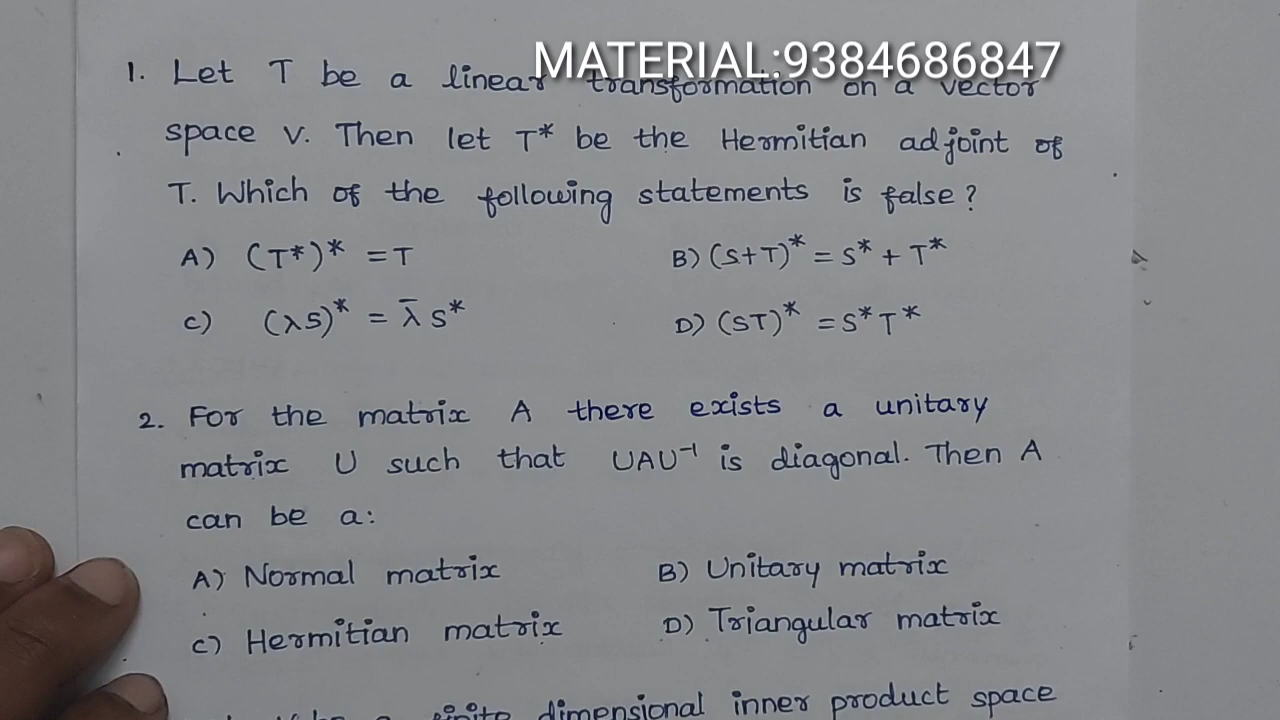 MATERIAL:9384686847
1. Let T be a linear transformation on a vector
space V. Then let T* be the Hermitian adjoint of
T. Which of the following statements is false?
A) (T*)* = T B) (S+T)* = S* + T*
C) (λS)* = λ̄ S* D) (ST)* = S* T*
2. For the matrix A there exists a unitary
matrix U such that UAU⁻¹ is diagonal. Then A
can be a:
A) Normal matrix B) Unitary matrix
C) Hermitian matrix D) Triangular matrix
finite dimensional inner product space